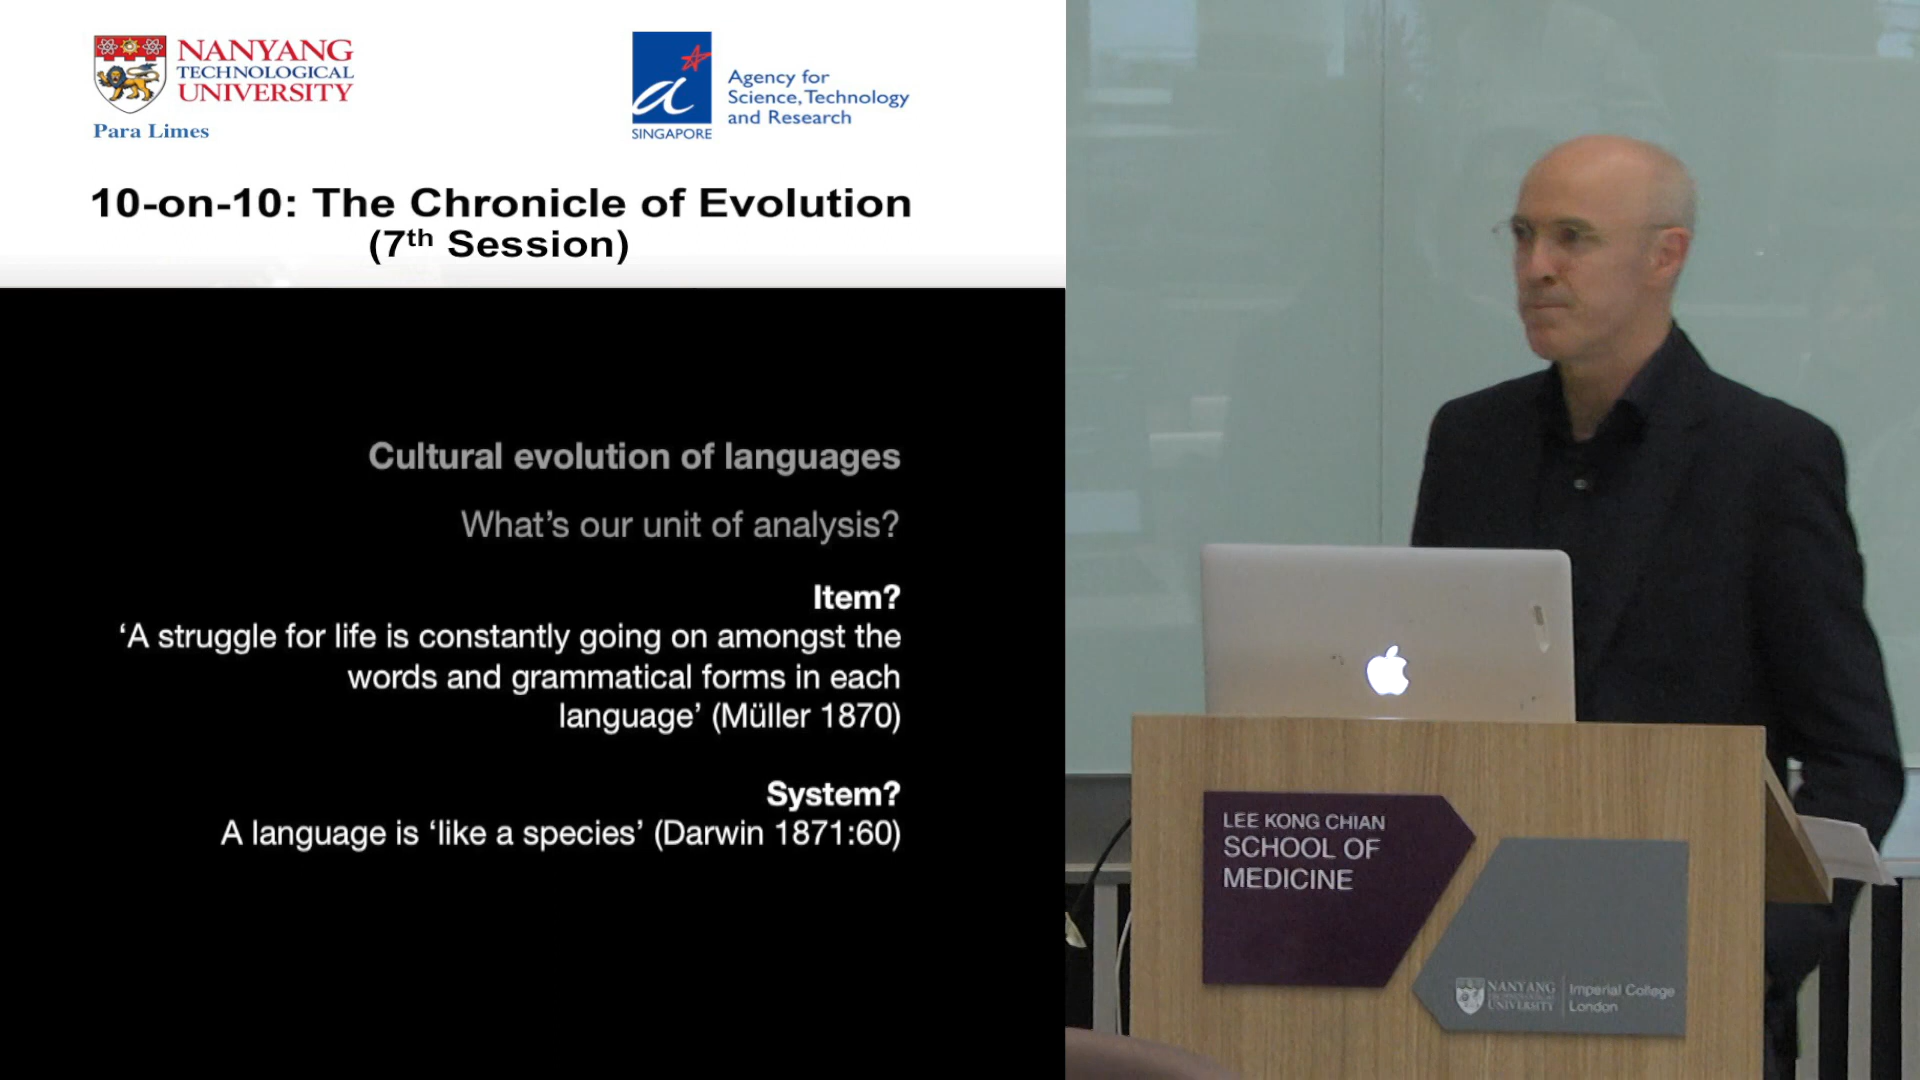 NANYANG
TECHNOLOGICAL
UNIVERSITY
Para Limes
SINGAPORE
Agency for
Science, Technology
and Research
10-on-10: The Chronicle of Evolution
(7th Session)
Cultural evolution of languages
What's our unit of analysis?
Item?
‘A struggle for life is constantly going on amongst the
words and grammatical forms in each
language’ (Müller 1870)
System?
A language is ‘like a species’ (Darwin 1871:60)
LEE KONG CHIAN
SCHOOL OF
MEDICINE
NANYANG
TECHNOLOGICAL
UNIVERSITY
Imperial College
London